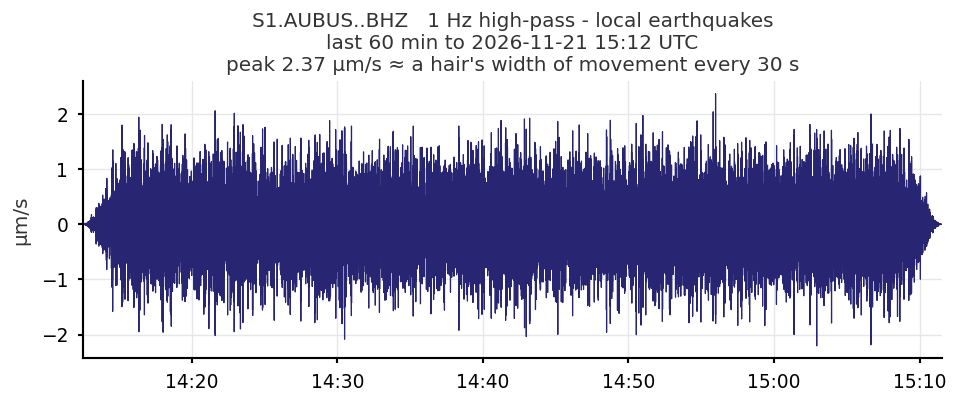 S1.AUBUS..BHZ   1 Hz high-pass - local earthquakes
last 60 min to 2026-11-21 15:12 UTC
peak 2.37 µm/s ≈ a hair's width of movement every 30 s
µm/s
2
1
0
−1
−2
14:20
14:30
14:40
14:50
15:00
15:10